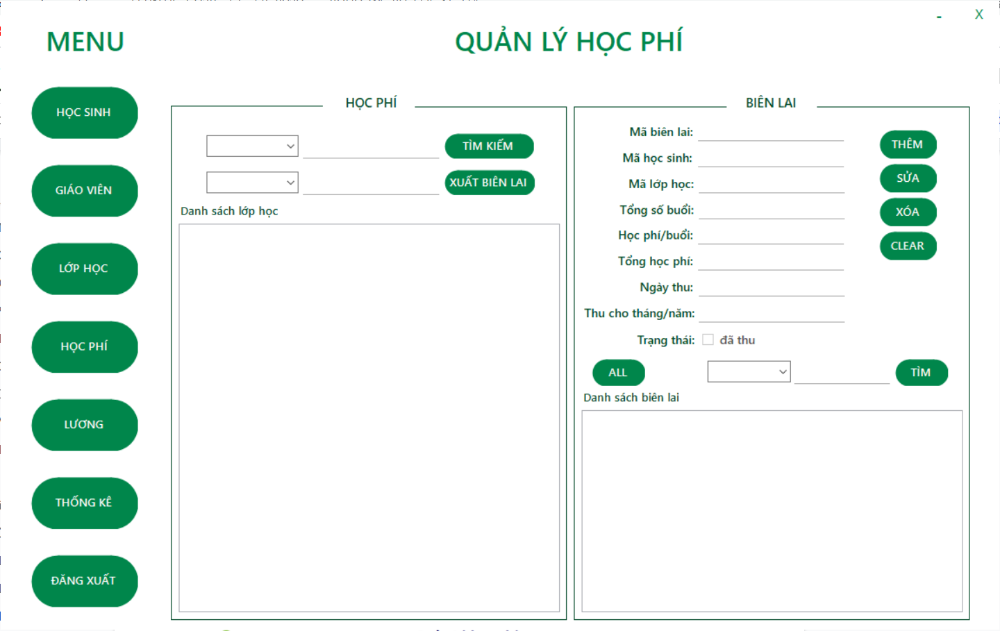 -
X
MENU
QUẢN LÝ HỌC PHÍ
HỌC SINH
GIÁO VIÊN
LỚP HỌC
HỌC PHÍ
LƯƠNG
THỐNG KÊ
ĐĂNG XUẤT
HỌC PHÍ
TÌM KIẾM
XUẤT BIÊN LAI
Danh sách lớp học
BIÊN LAI
Mã biên lai:
Mã học sinh:
Mã lớp học:
Tổng số buổi:
Học phí/buổi:
Tổng học phí:
Ngày thu:
Thu cho tháng/năm:
Trạng thái: đã thu
THÊM
SỬA
XÓA
CLEAR
ALL
TÌM
Danh sách biên lai